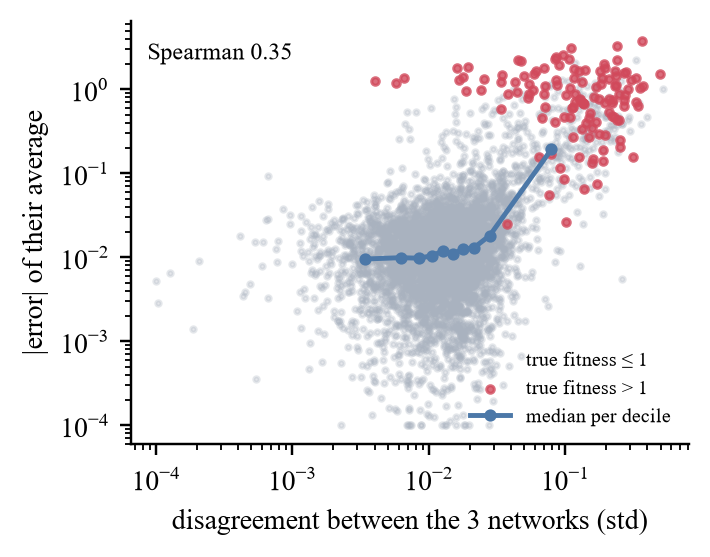 Spearman 0.35
|error| of their average
10⁰
10⁻¹
10⁻²
10⁻³
10⁻⁴
true fitness ≤ 1
true fitness > 1
median per decile
10⁻⁴ 10⁻³ 10⁻² 10⁻¹
disagreement between the 3 networks (std)